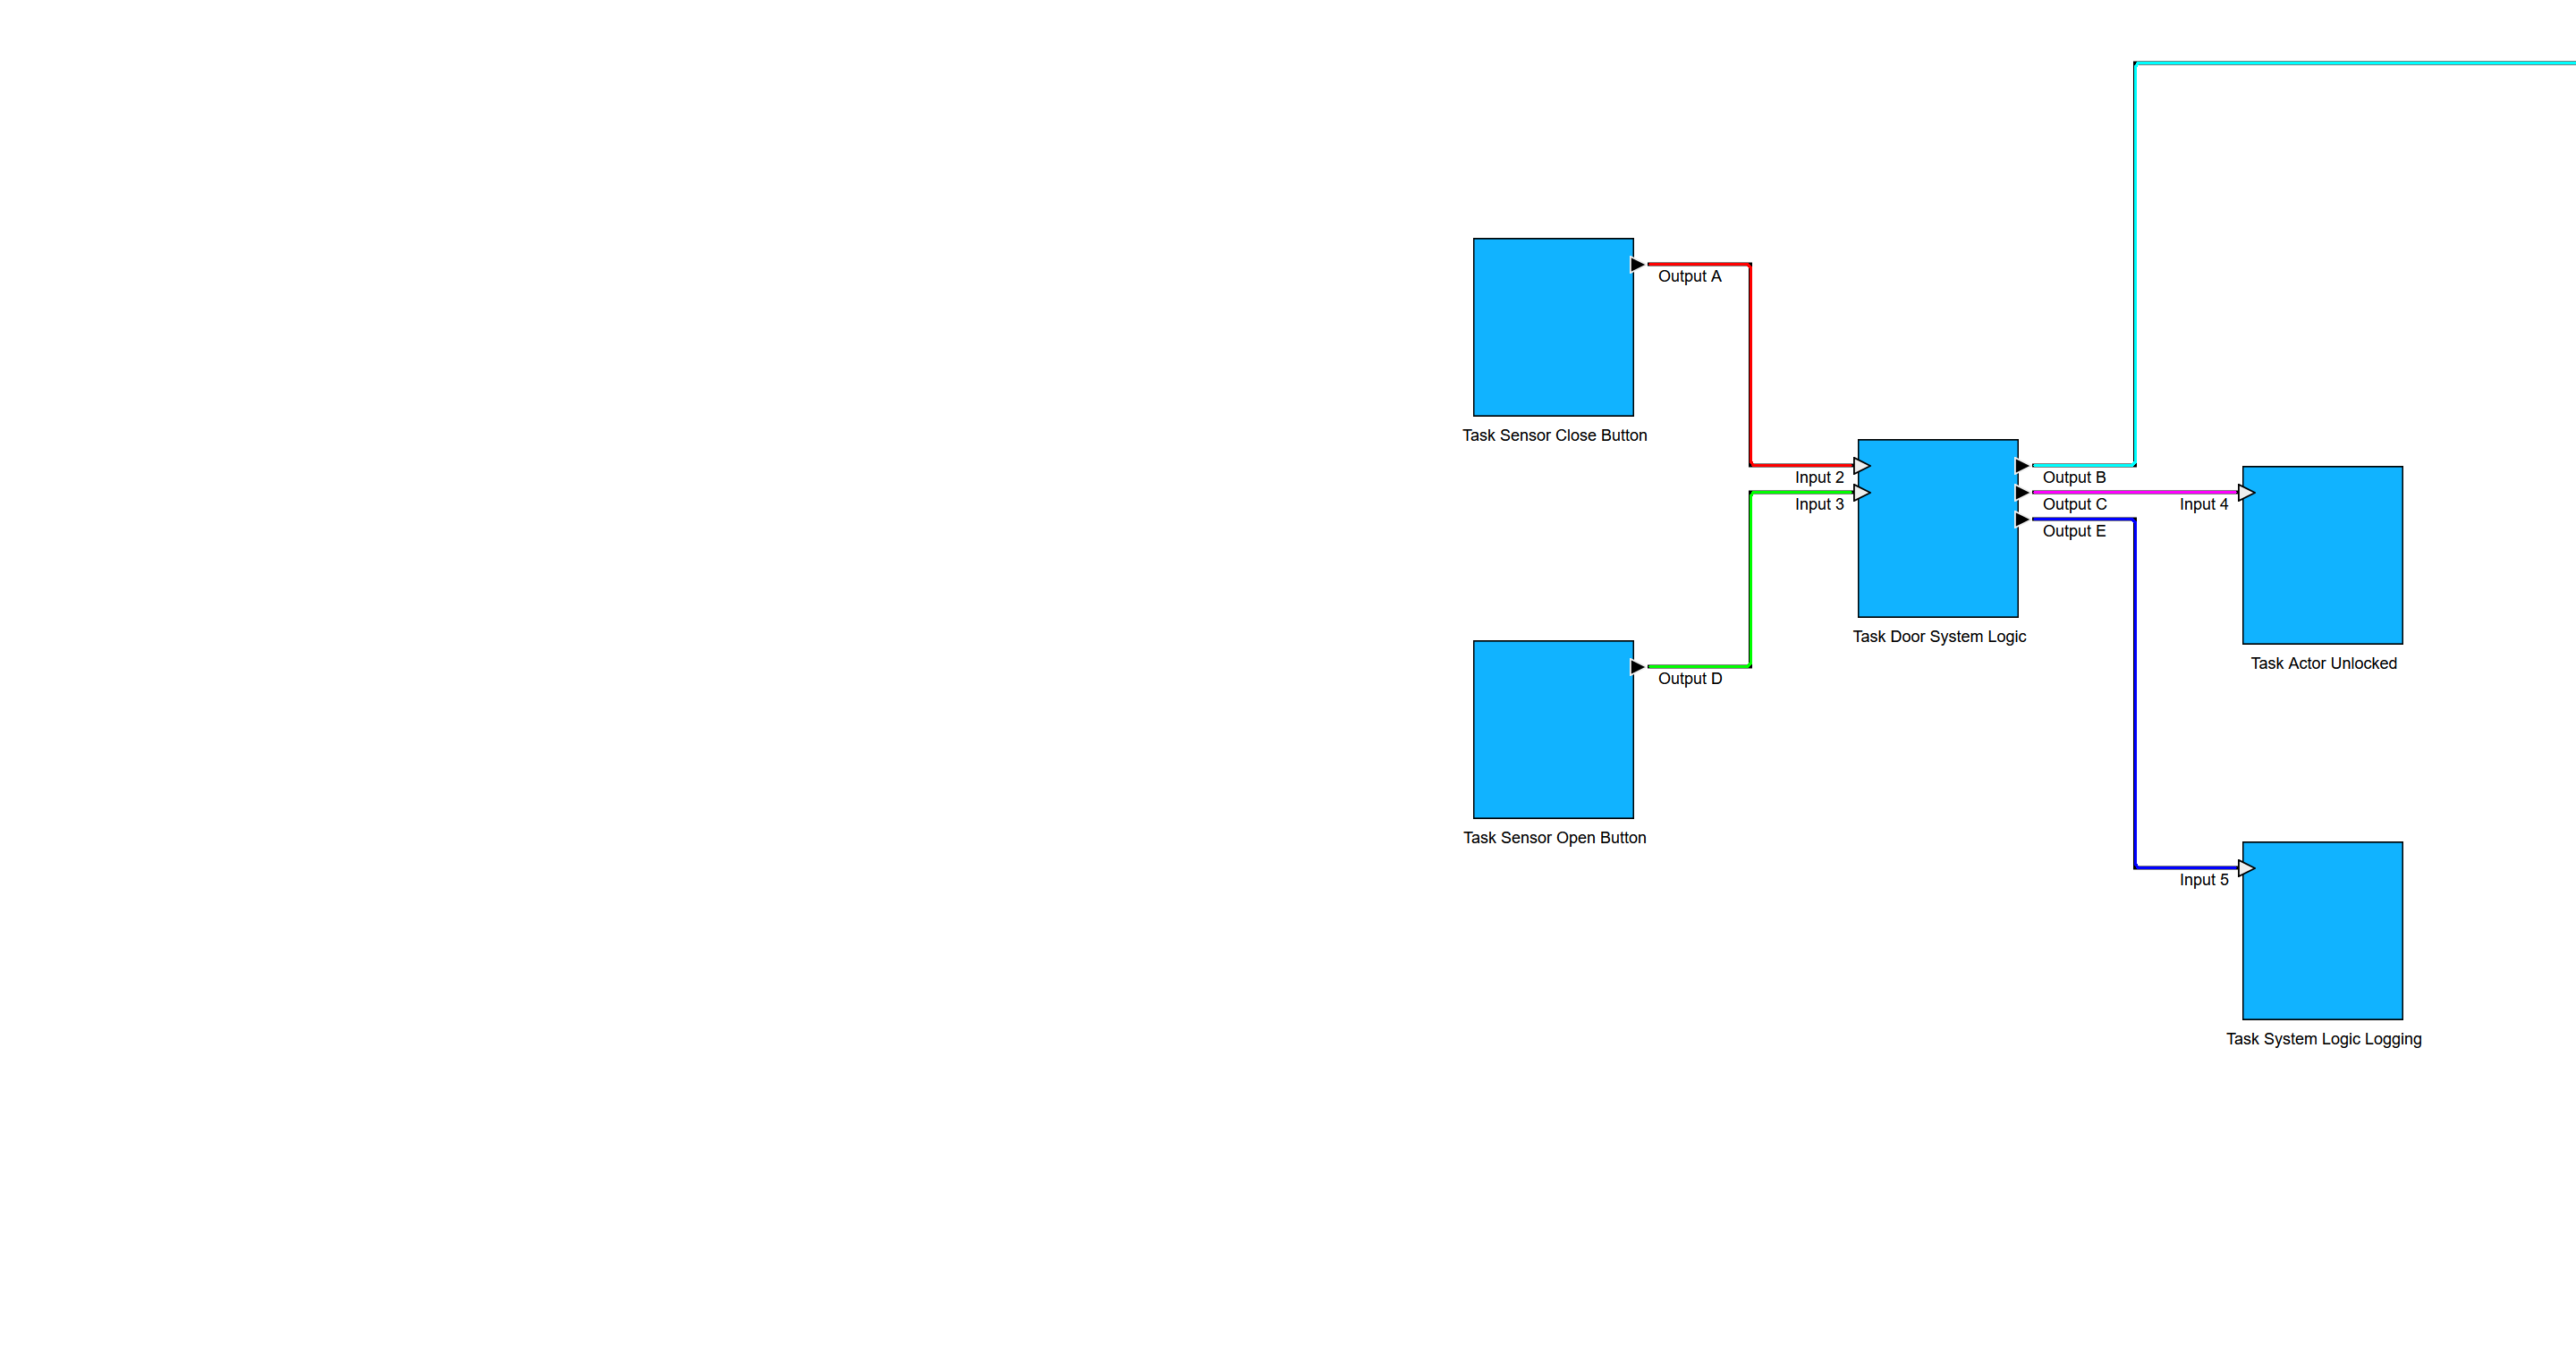 Output A
Task Sensor Close Button
Input 2
Input 3
Output B
Output C
Output E
Input 4
Task Door System Logic
Task Actor Unlocked
Output D
Task Sensor Open Button
Input 5
Task System Logic Logging